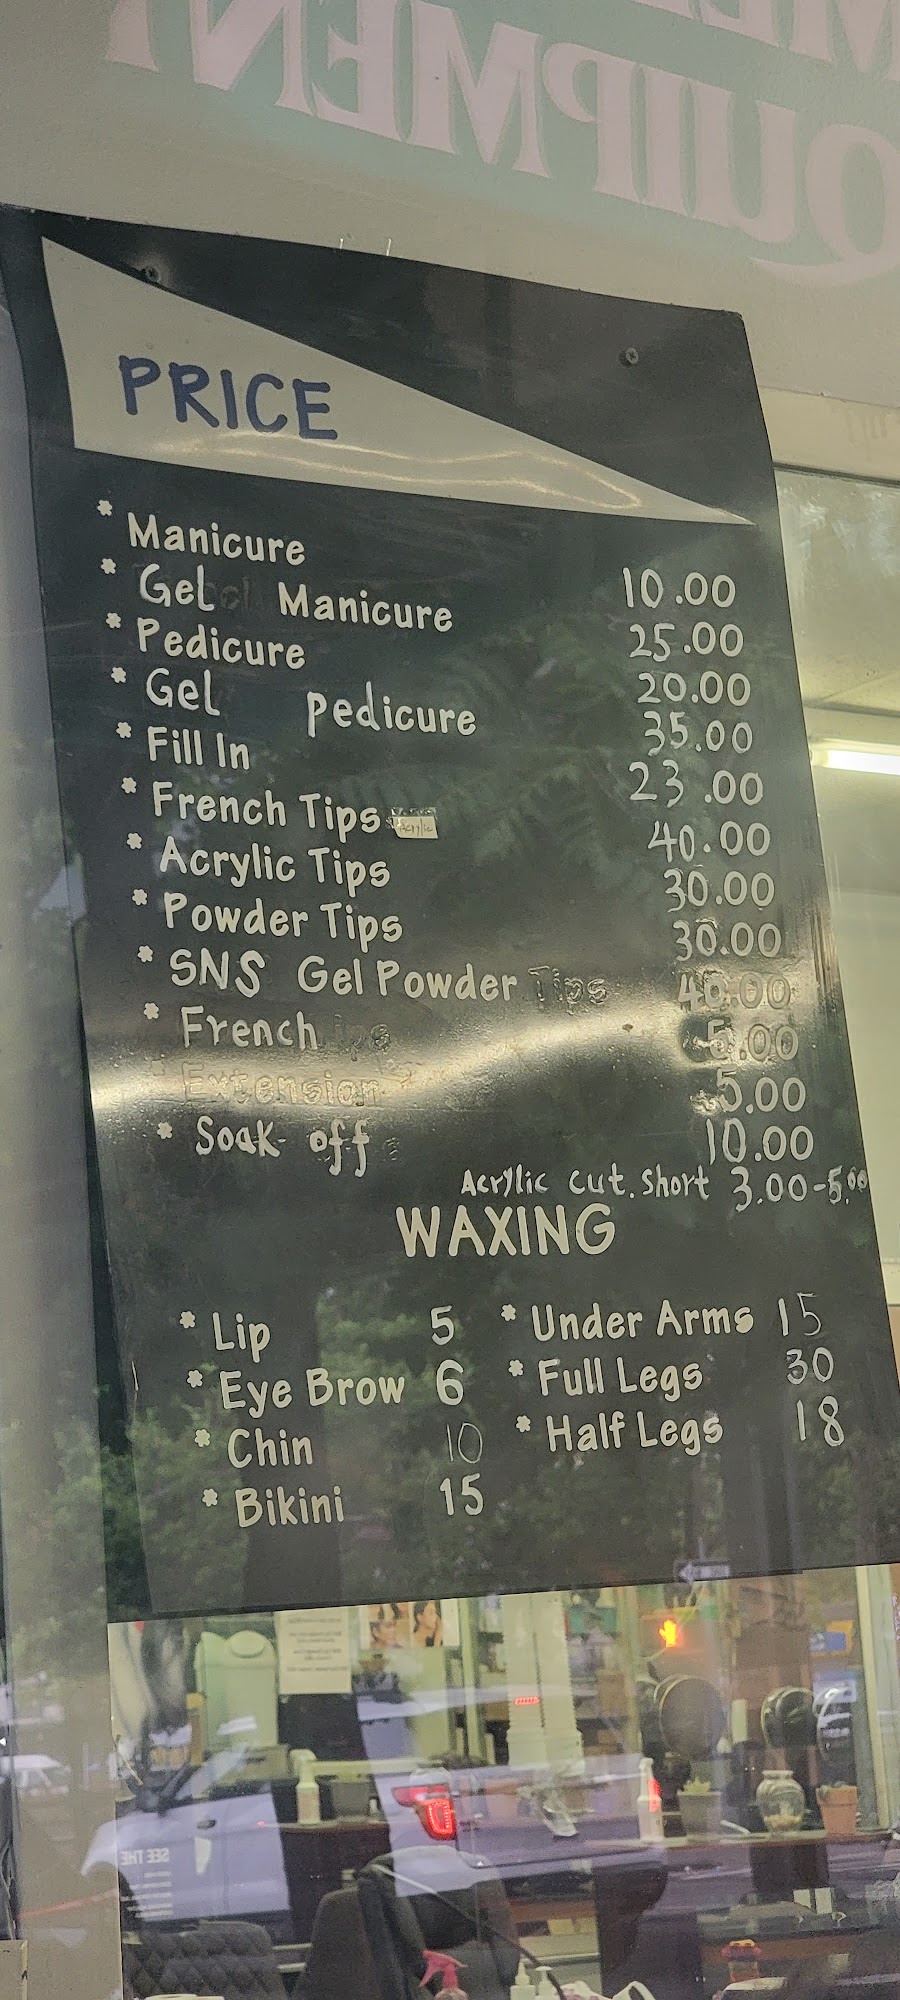 EQUIPMENT
PRICE
* Manicure 10.00
* Gel Manicure 25.00
* Pedicure 20.00
* Gel pedicure 35.00
* Fill In 23.00
* French Tips Acrylic 40.00
* Acrylic Tips 30.00
* Powder Tips 30.00
* SNS Gel Powder Tips 40.00
* French 5.00
* Extension 5.00
* Soak off 10.00
Acrylic cut. short 3.00-5.00
WAXING
* Lip 5 * Under Arms 15
* Eye Brow 6 * Full Legs 30
* Chin 10 * Half Legs 18
* Bikini 15
SEE THE